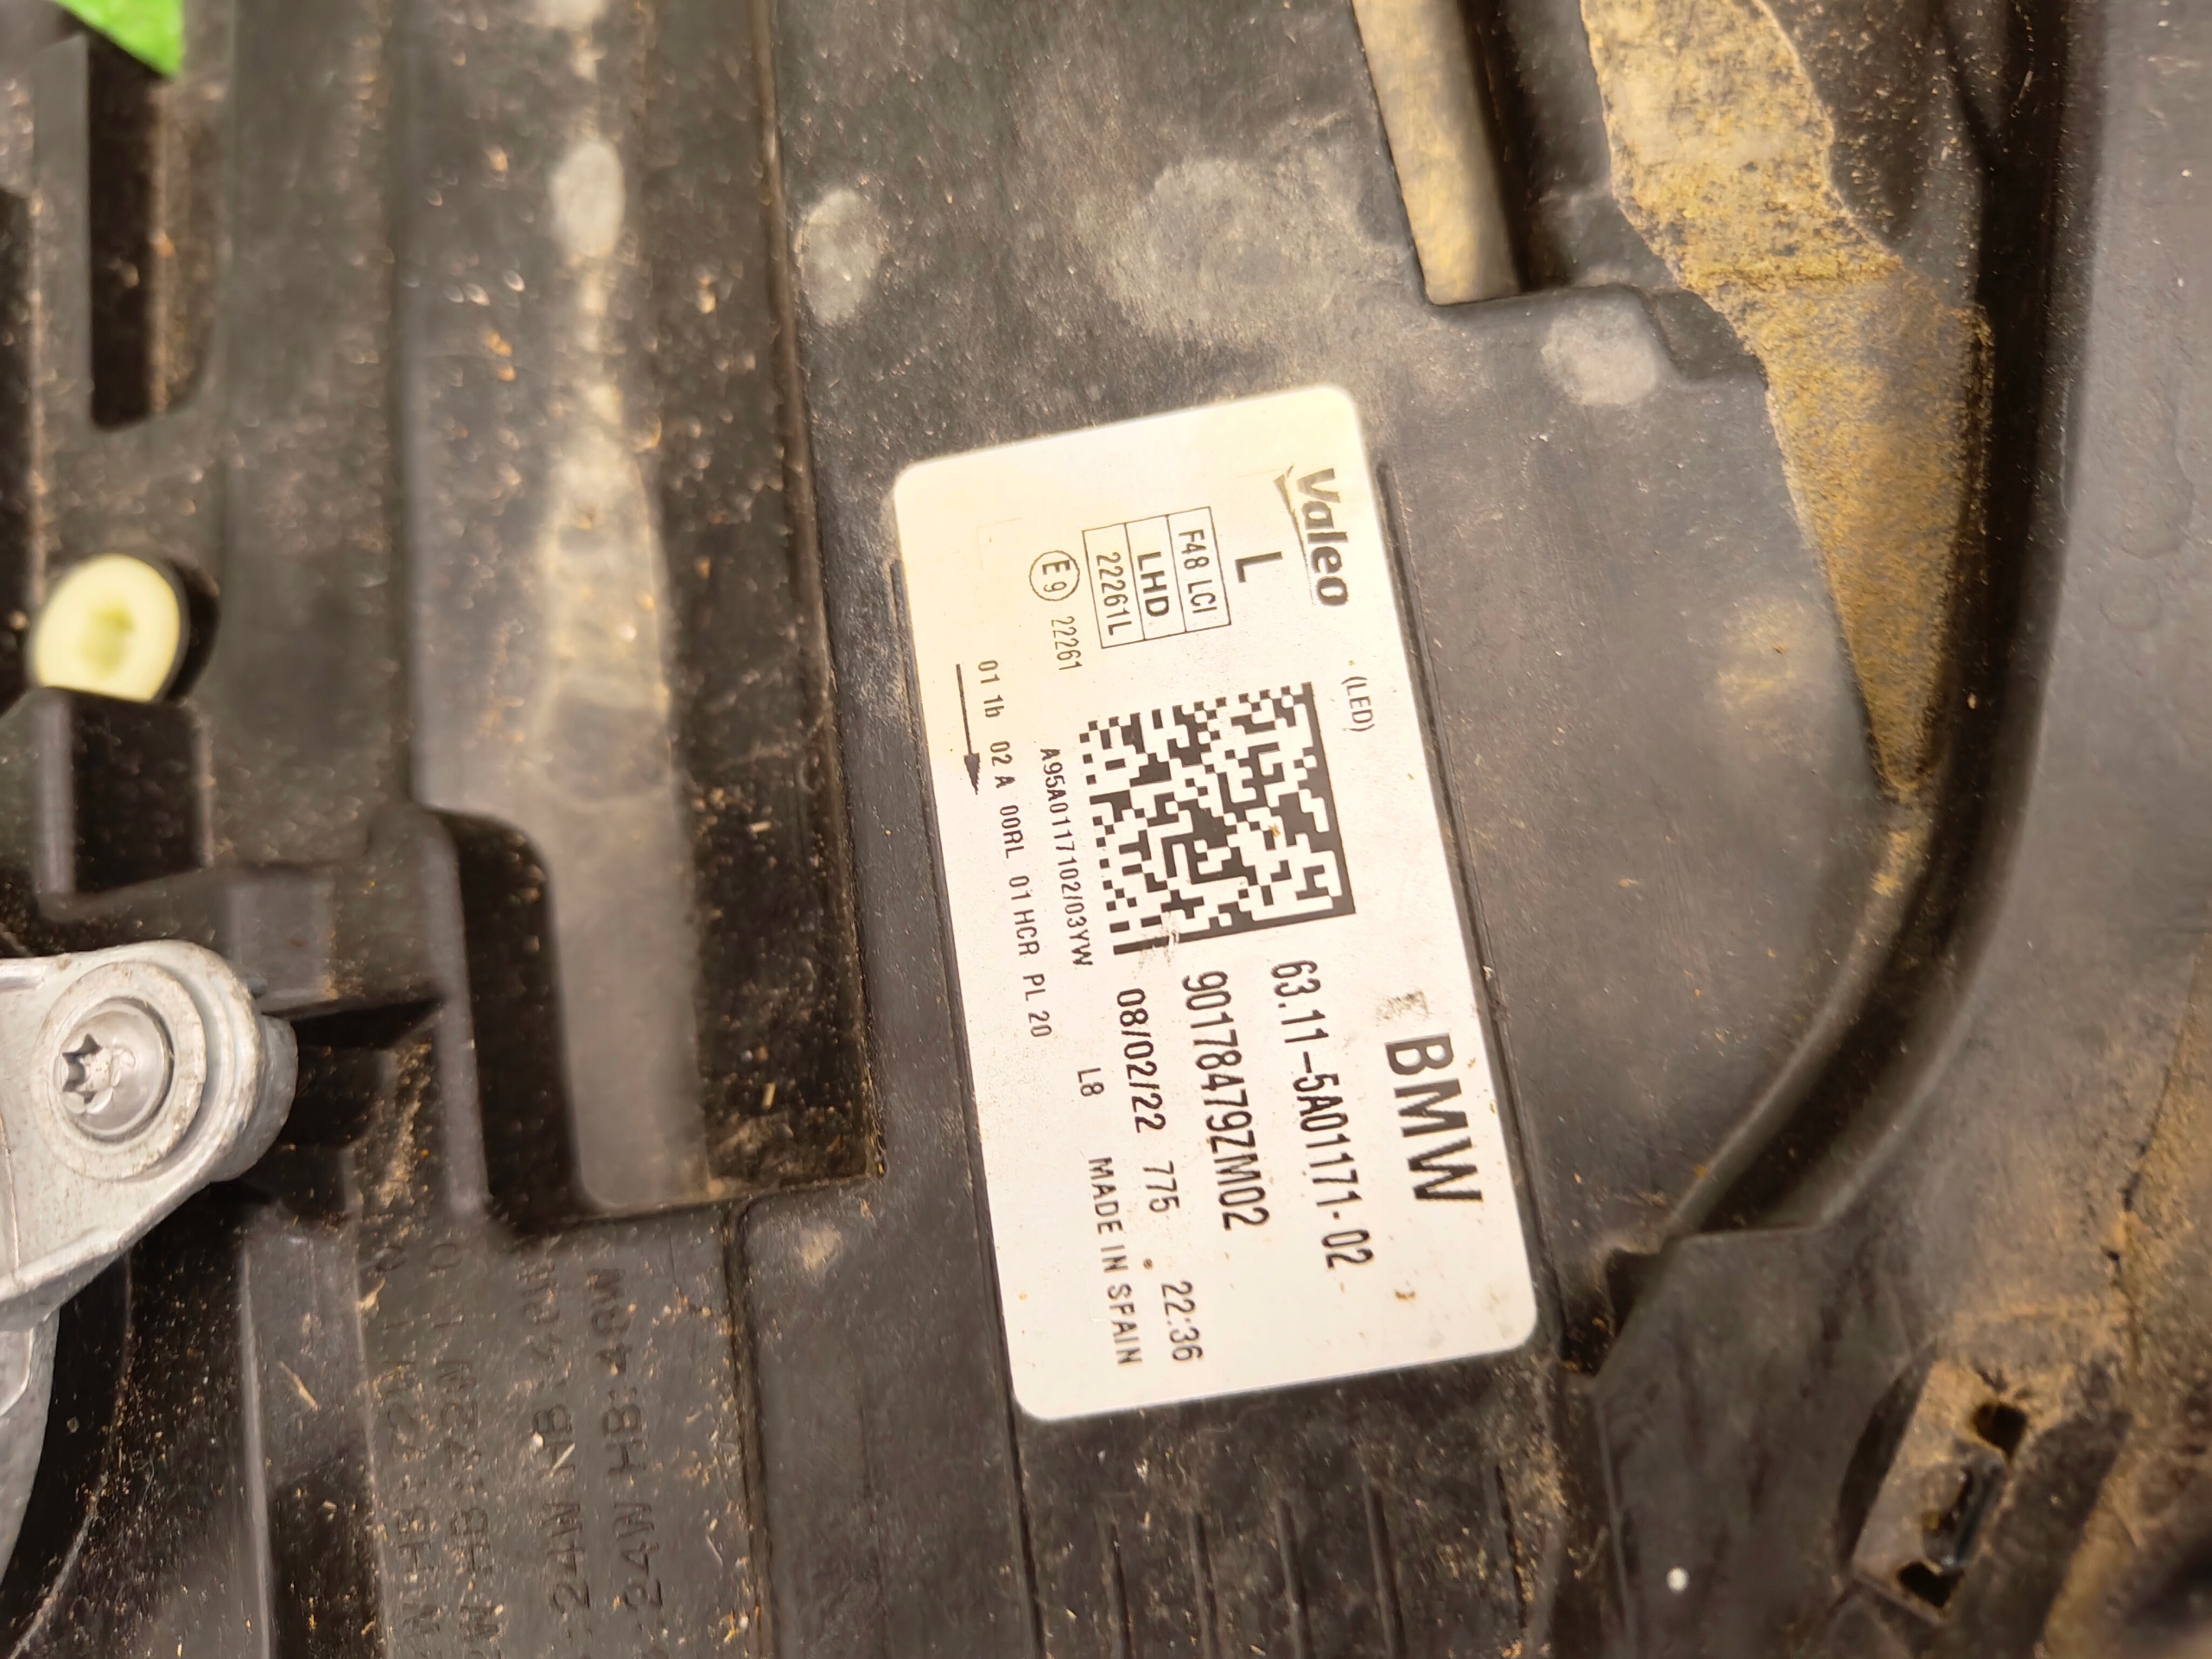 Valeo
(LED)
BMW
L
63.11-5A01171-02
F48 LCI
LHD
22261L
90178479ZM02
08/02/22 775 22:36
E9 22261
A95A0117102/03YW
L8 MADE IN SPAIN
01 1b 02 A 00RL 01 HCR PL 20